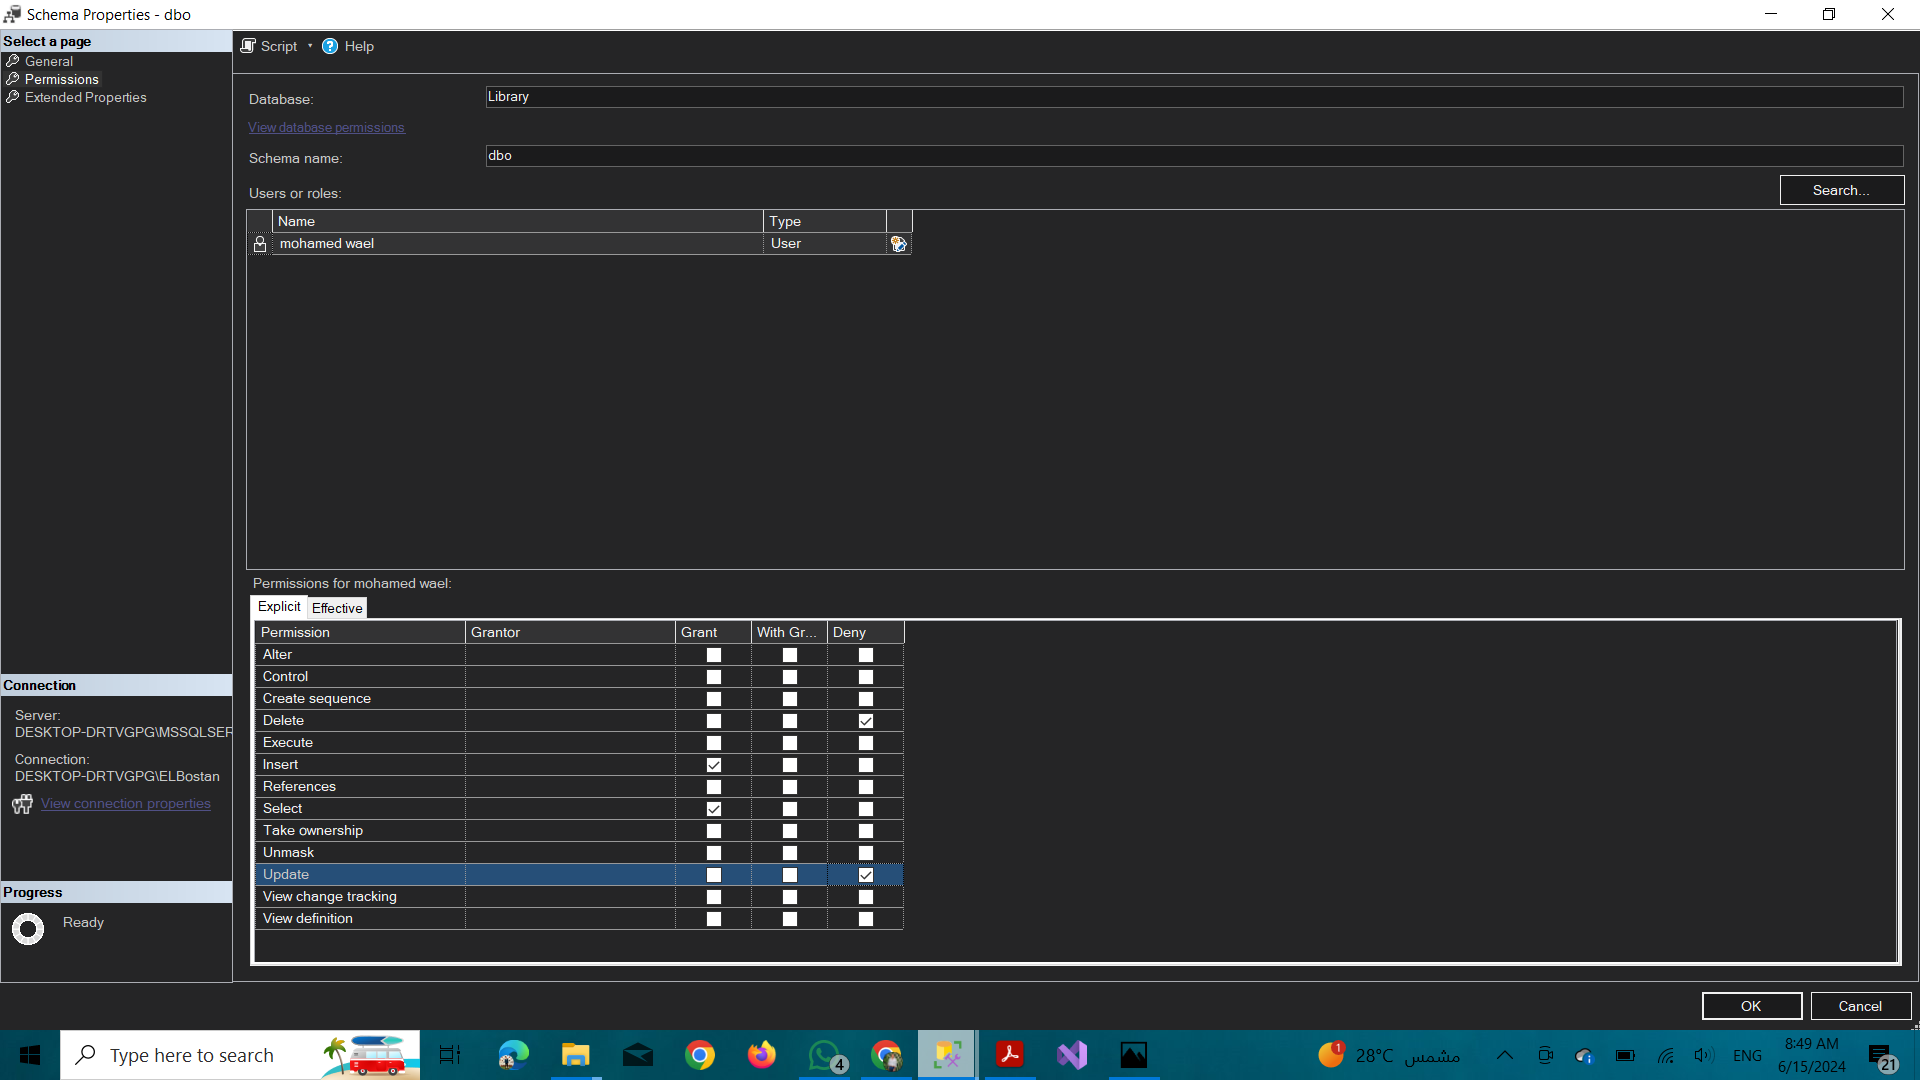 Schema Properties - dbo
Select a page
General
Permissions
Extended Properties
Script
Help
Database:
Library
View database permissions
Schema name:
dbo
Users or roles:
Search...
Name Type
mohamed wael User
Permissions for mohamed wael:
Explicit Effective
Permission Grantor Grant With Gr... Deny
Alter
Control
Create sequence
Delete
Execute
Insert
References
Select
Take ownership
Unmask
Update
View change tracking
View definition
Connection
Server:
DESKTOP-DRTVGPG\MSSQLSER
Connection:
DESKTOP-DRTVGPG\ELBostan
View connection properties
Progress
Ready
OK
Cancel
Type here to search
4
1
28°C مشمس
ENG
8:49 AM
6/15/2024
21